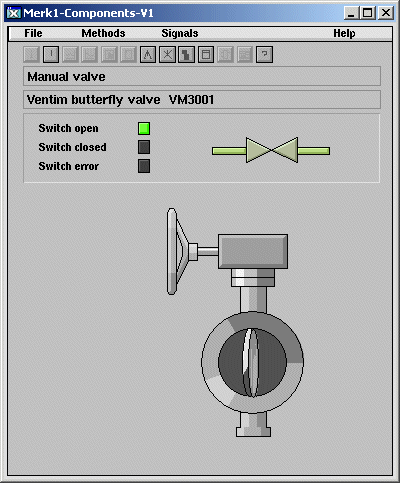 Merk1-Components-V1
File Methods Signals Help
?
Manual valve
Ventim butterfly valve VM3001
Switch open
Switch closed
Switch error